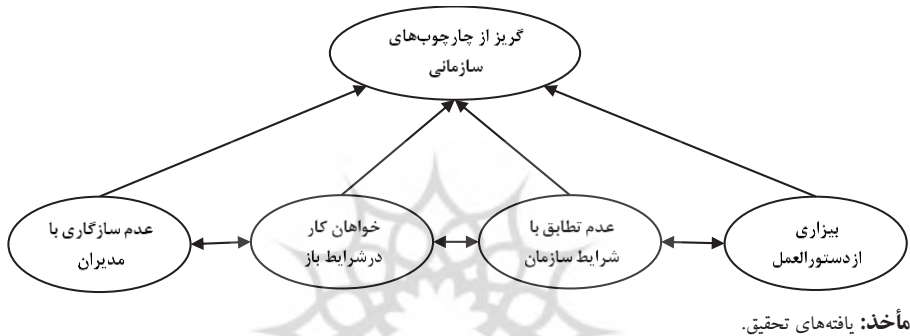 گریز از چارچوب‌های
سازمانی
بیزاری
ازدستورالعمل
عدم تطابق با
شرایط سازمان
خواهان کار
درشرایط باز
عدم سازگاری با
مدیران
مأخذ: یافته‌های تحقیق.